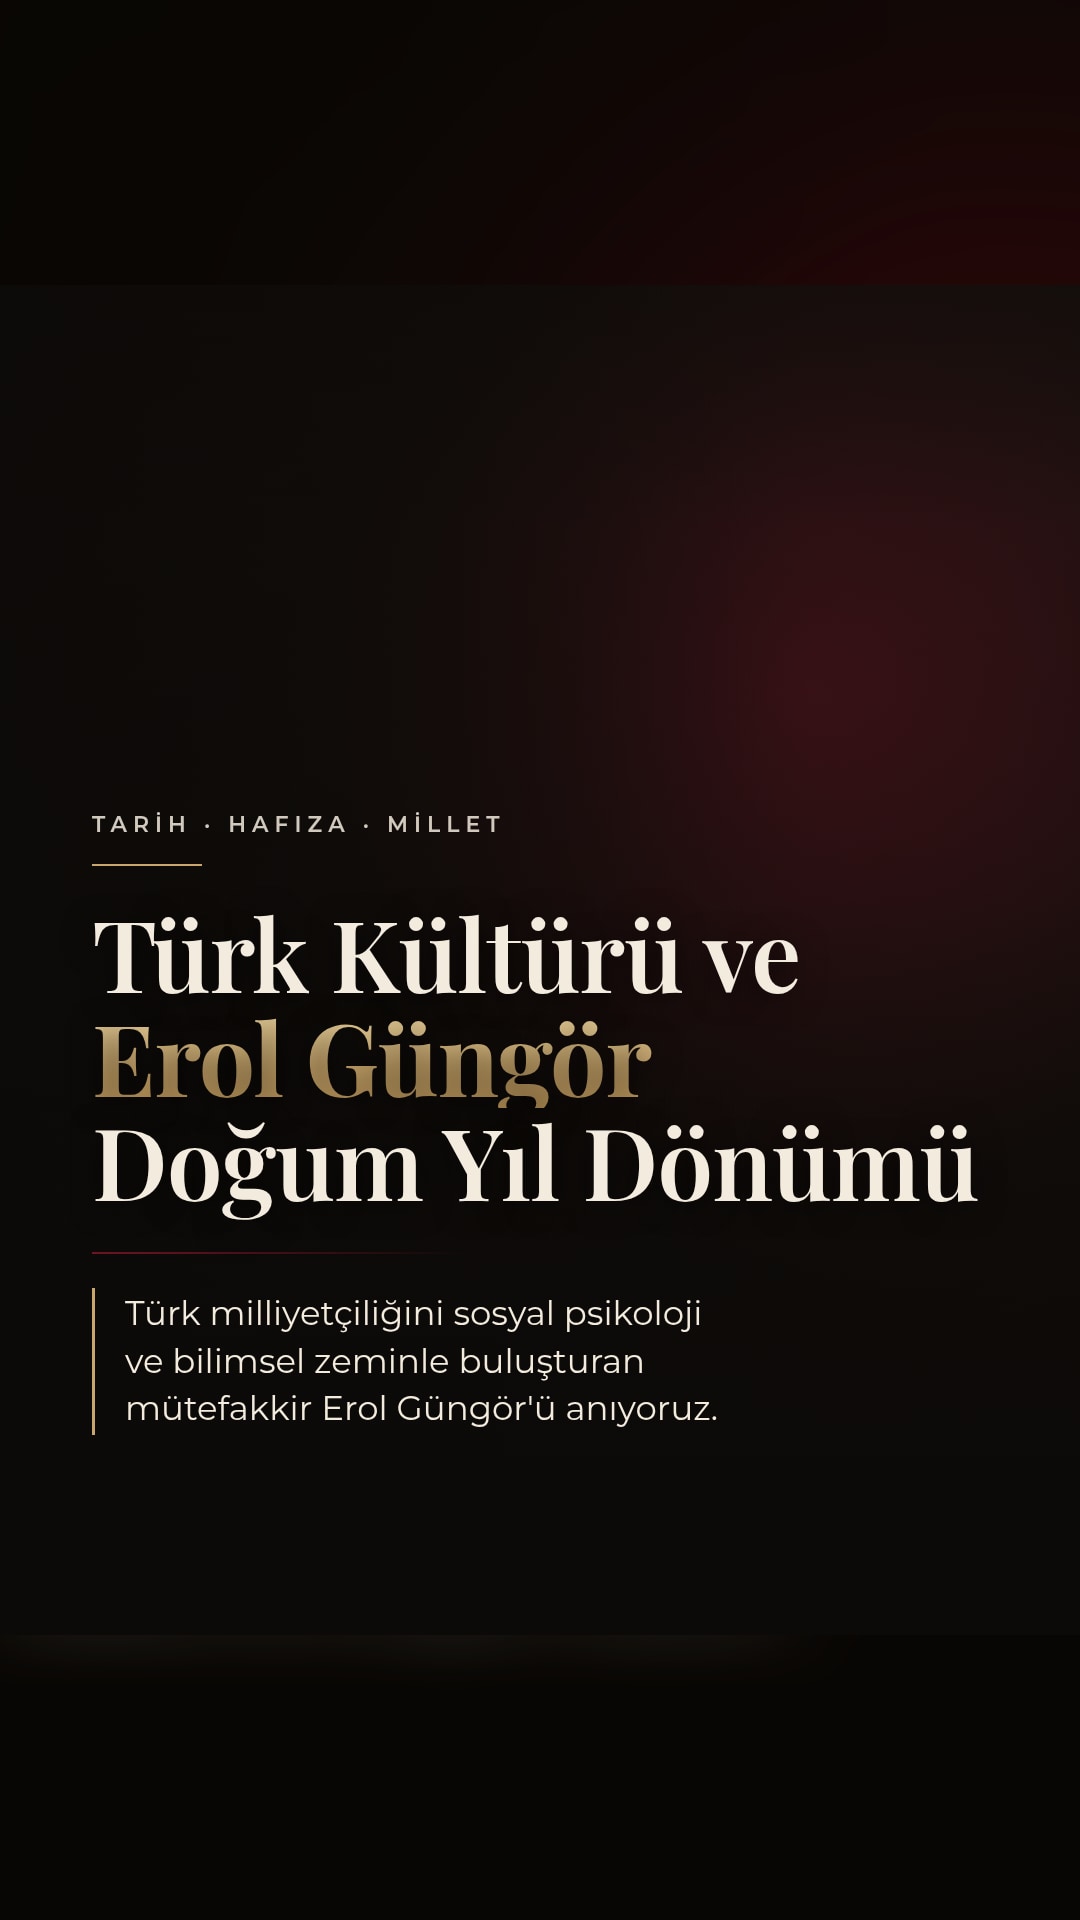 TARİH · HAFIZA · MİLLET
Türk Kültürü ve
Erol Güngör
Doğum Yıl Dönümü
Türk milliyetçiliğini sosyal psikoloji
ve bilimsel zeminle buluşturan
mütefakkir Erol Güngör'ü anıyoruz.